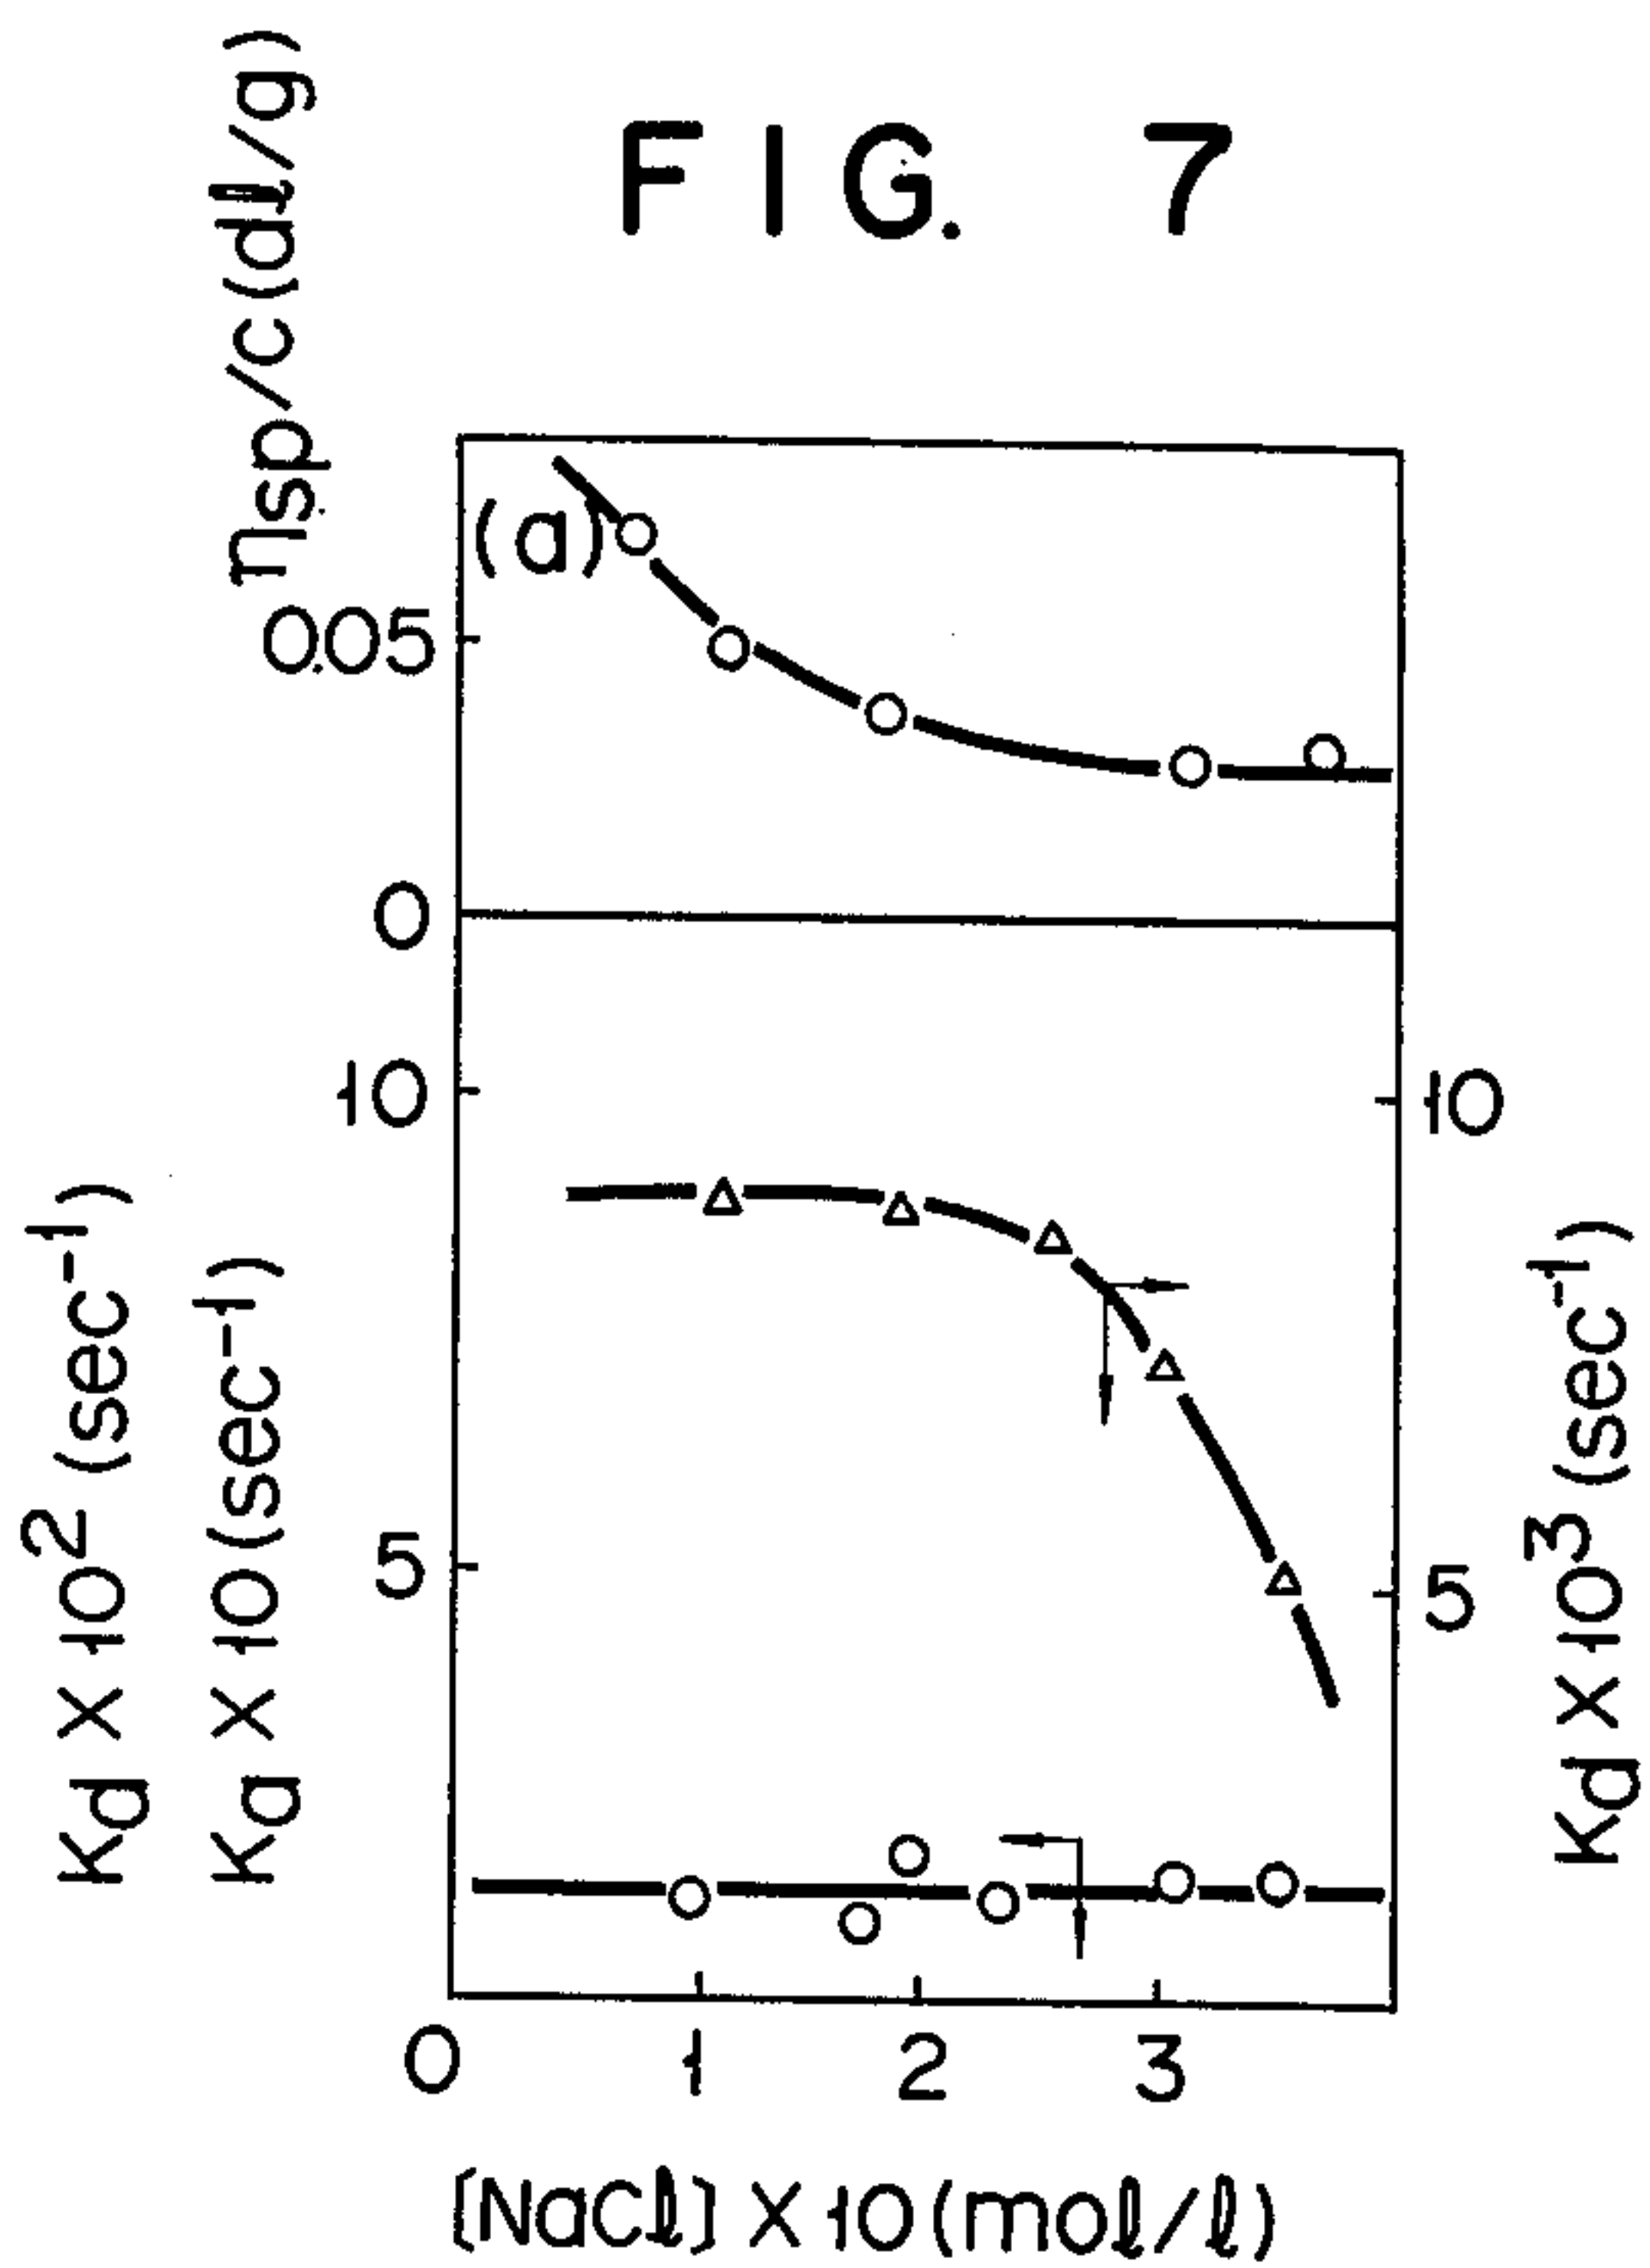 FIG. 7
ηsp/c (dl/g)
(a)
0.05
0
10
10
5
5
Kd × 10² (sec⁻¹)
Ka × 10 (sec⁻¹)
Kd × 10³ (sec⁻¹)
0 1 2 3
[NaCl] × 10 (mol/l)